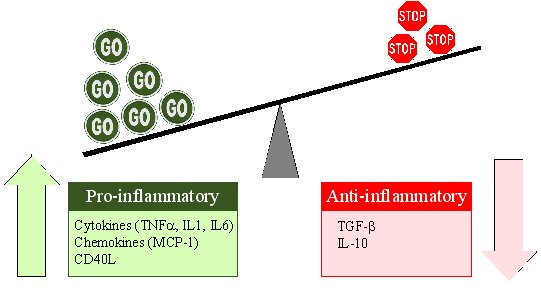 GO
GO
GO
GO
GO
GO
STOP
STOP
STOP
Pro-inflammatory
Cytokines (TNFα, IL1, IL6)
Chemokines (MCP-1)
CD40L
Anti-inflammatory
TGF-β
IL-10